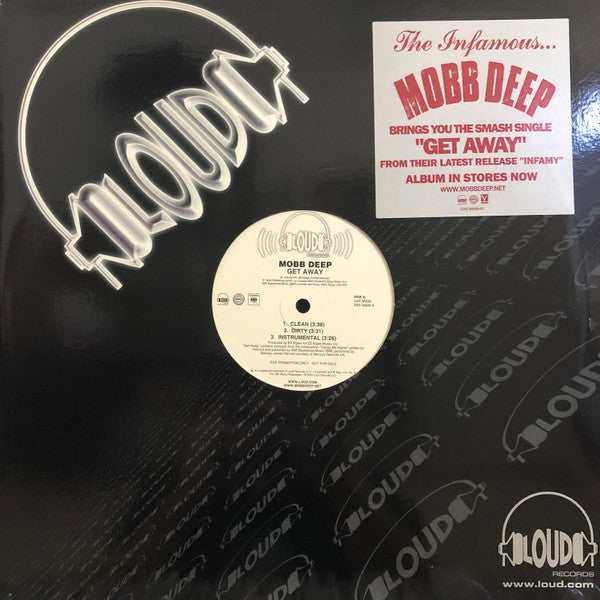 LOUD
The Infamous...
MOBB DEEP
BRINGS YOU THE SMASH SINGLE
"GET AWAY"
FROM THEIR LATEST RELEASE "INFAMY"
ALBUM IN STORES NOW
WWW.MOBBDEEP.NET
LOUD
RECORDS
MOBB DEEP
GET AWAY
SIDE A
1. CLEAN (3:38)
2. DIRTY (3:31)
3. INSTRUMENTAL (3:26)
FOR PROMOTION ONLY - NOT FOR SALE
WWW.LOUD.COM
WWW.MOBBDEEP.NET
LOUD
RECORDS
www.loud.com